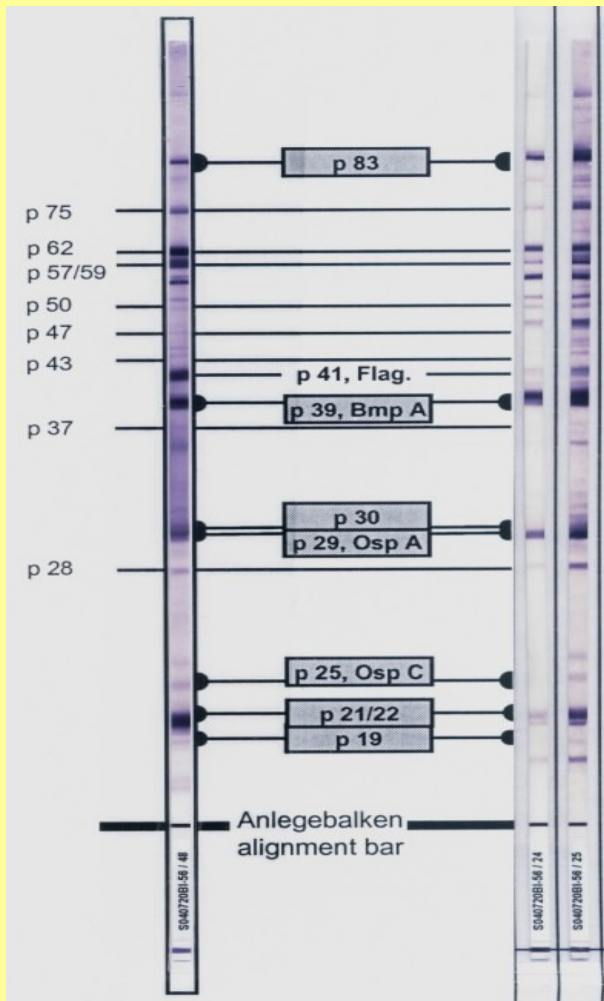 p 83
p 75
p 62
p 57/59
p 50
p 47
p 43
p 41, Flag.
p 39, Bmp A
p 37
p 30
p 29, Osp A
p 28
p 25, Osp C
p 21/22
p 19
Anlegebalken
alignment bar
S040720BI-56 / 48
S040720BI-56 / 24
S040720BI-56 / 25